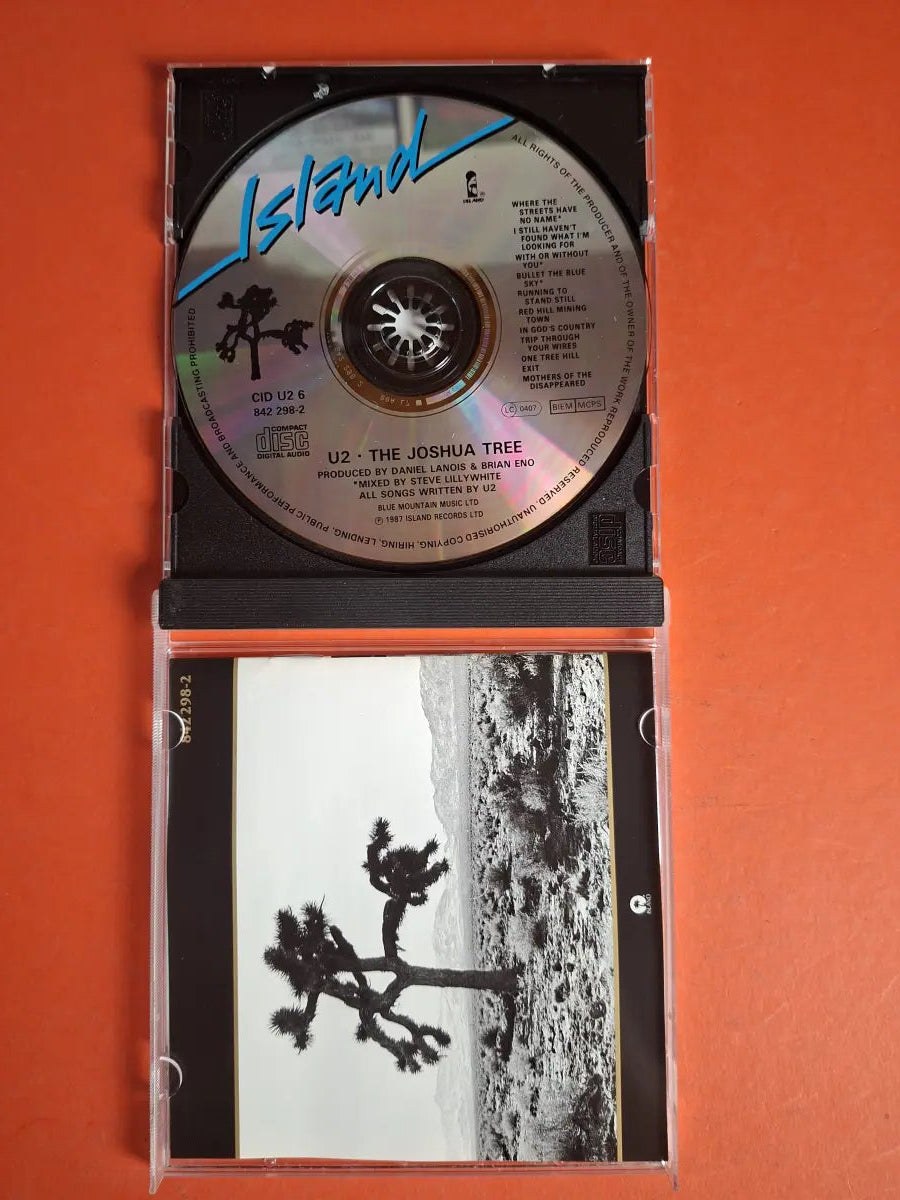 Island
ISLAND
WHERE THE
STREETS HAVE
NO NAME*
I STILL HAVEN'T
FOUND WHAT I'M
LOOKING FOR
WITH OR WITHOUT
YOU*
BULLET THE BLUE
SKY*
RUNNING TO
STAND STILL
RED HILL MINING
TOWN
IN GOD'S COUNTRY
TRIP THROUGH
YOUR WIRES
ONE TREE HILL
EXIT
MOTHERS OF THE
DISAPPEARED
CID U2 6
842 298-2
LC 0407
BIEM MCPS
COMPACT
disc
DIGITAL AUDIO
U2 · THE JOSHUA TREE
PRODUCED BY DANIEL LANOIS & BRIAN ENO
*MIXED BY STEVE LILLYWHITE
ALL SONGS WRITTEN BY U2
BLUE MOUNTAIN MUSIC LTD
℗ 1987 ISLAND RECORDS LTD
ALL RIGHTS OF THE PRODUCER AND OF THE OWNER OF THE WORK REPRODUCED RESERVED. UNAUTHORISED COPYING, HIRING, LENDING, PUBLIC PERFORMANCE AND BROADCASTING PROHIBITED
842 298-2
ISLAND